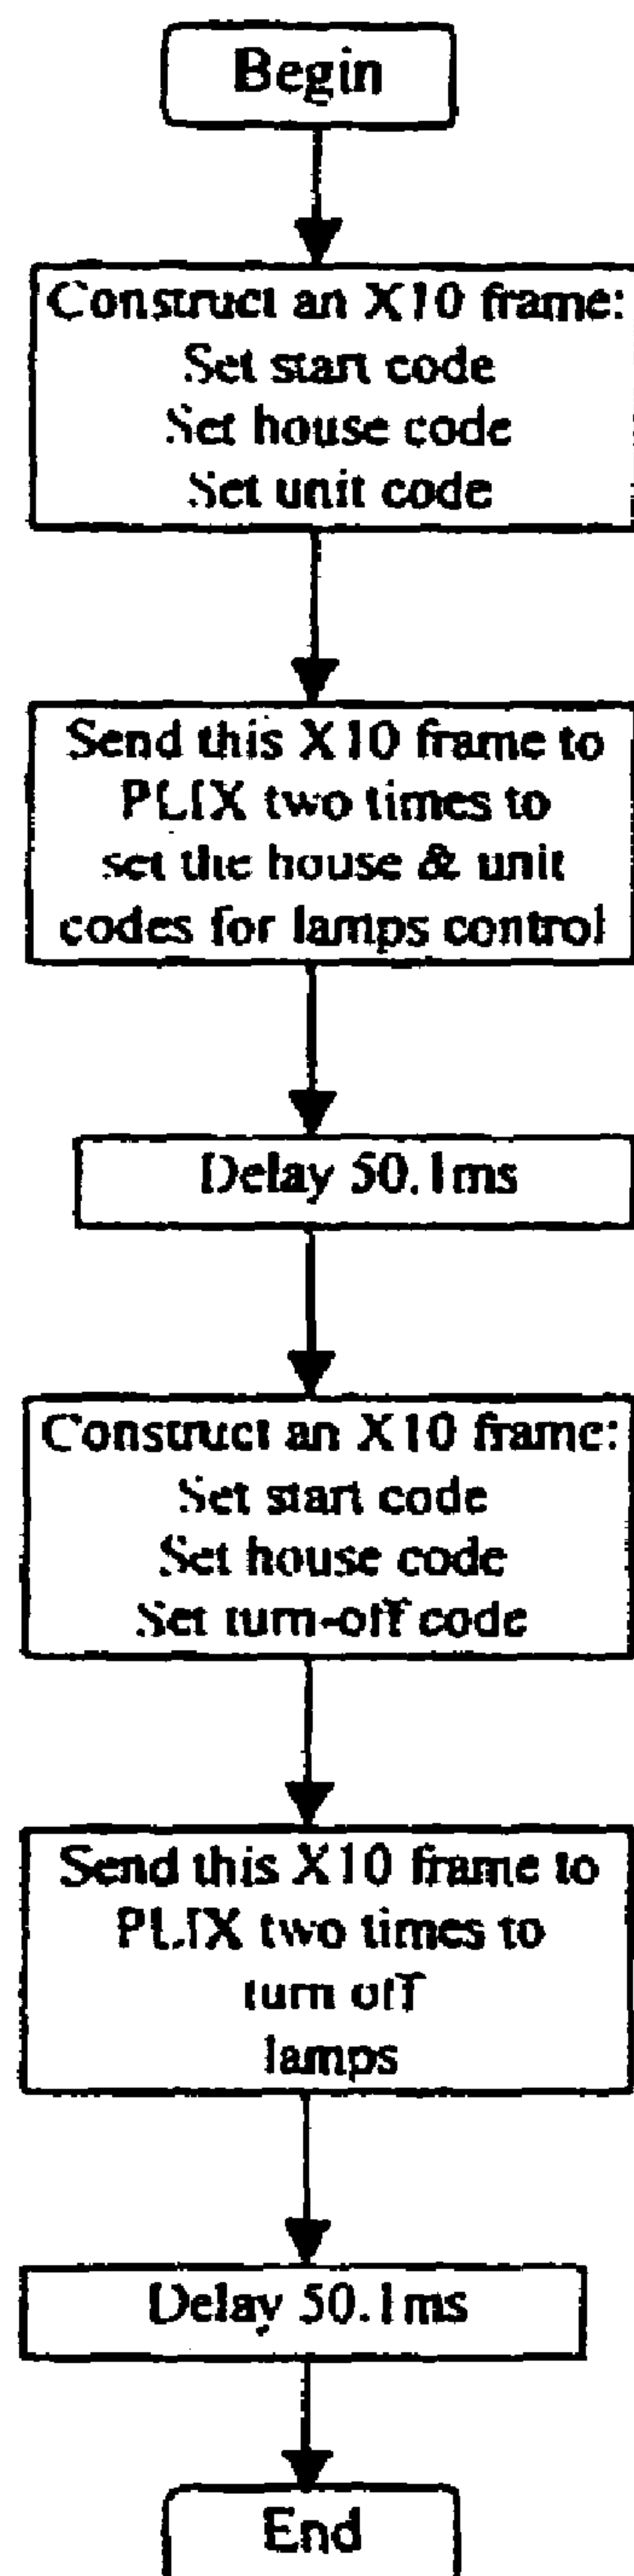 Begin
Construct an X10 frame:
Set start code
Set house code
Set unit code
Send this X10 frame to
PLIX two times to
set the house & unit
codes for lamps control
Delay 50.1ms
Construct an X10 frame:
Set start code
Set house code
Set turn-off code
Send this X10 frame to
PLIX two times to
turn off
lamps
Delay 50.1ms
End